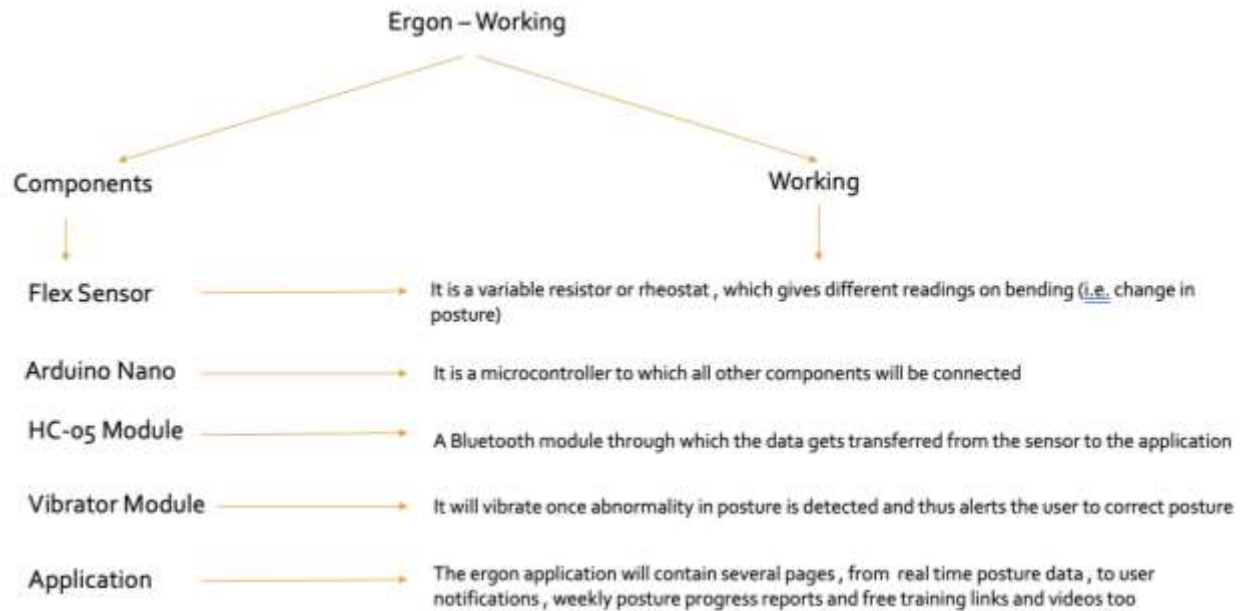 Ergon – Working
Components
Working
Flex Sensor
It is a variable resistor or rheostat , which gives different readings on bending (i.e. change in
posture)
Arduino Nano
It is a microcontroller to which all other components will be connected
HC-05 Module
A Bluetooth module through which the data gets transferred from the sensor to the application
Vibrator Module
It will vibrate once abnormality in posture is detected and thus alerts the user to correct posture
Application
The ergon application will contain several pages , from real time posture data , to user
notifications , weekly posture progress reports and free training links and videos too